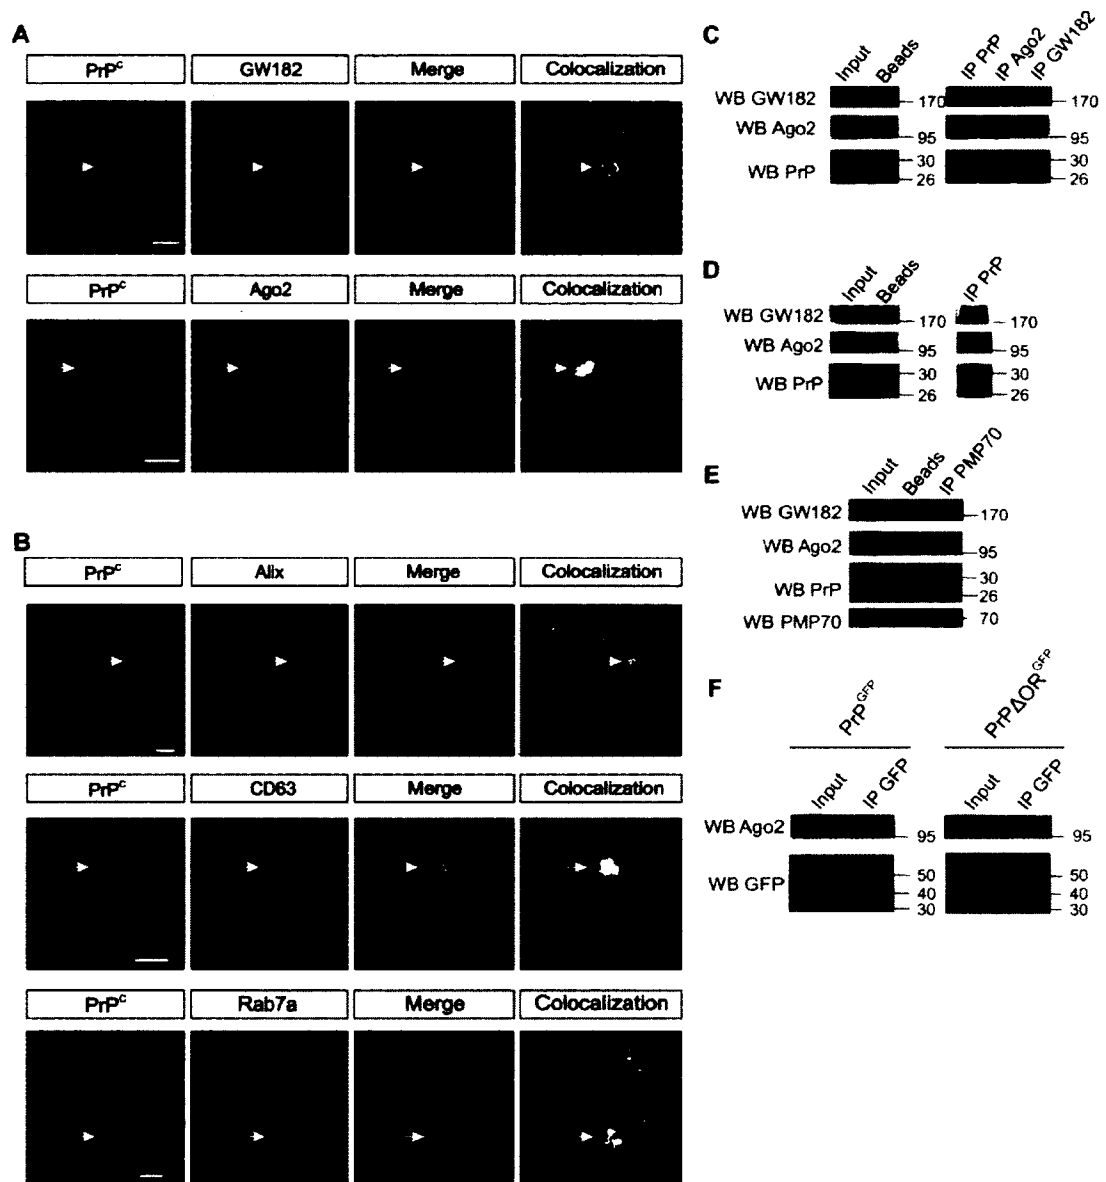 A
PrPC GW182 Merge Colocalization
PrPC Ago2 Merge Colocalization
B
PrPC Alix Merge Colocalization
PrPC CD63 Merge Colocalization
PrPC Rab7a Merge Colocalization
C
Input Beads IP PrP IP Ago2 IP GW182
WB GW182 170 170
WB Ago2 95 95
WB PrP 30 30
26 26
D
Input Beads IP PrP
WB GW182 170 170
WB Ago2 95 95
WB PrP 30 30
26 26
E
Input Beads IP PMP70
WB GW182 170
WB Ago2 95
WB PrP 30
26
WB PMP70 70
F
PrPGFP PrPΔORGFP
Input IP GFP Input IP GFP
WB Ago2 95 95
WB GFP 50 50
40 40
30 30